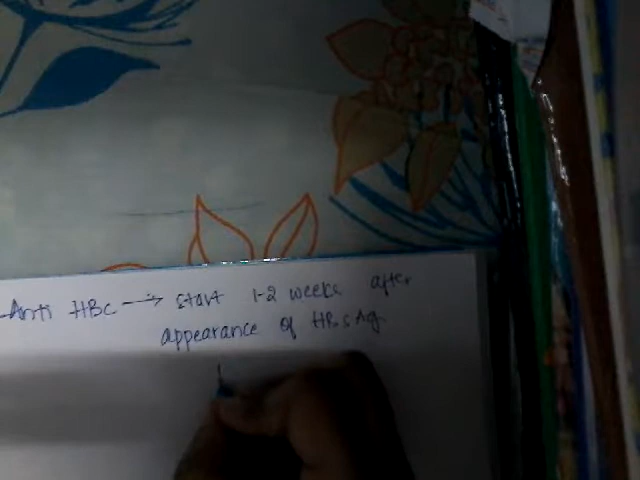 -Anti HBc → start 1-2 weeks after
appearance of HBsAg